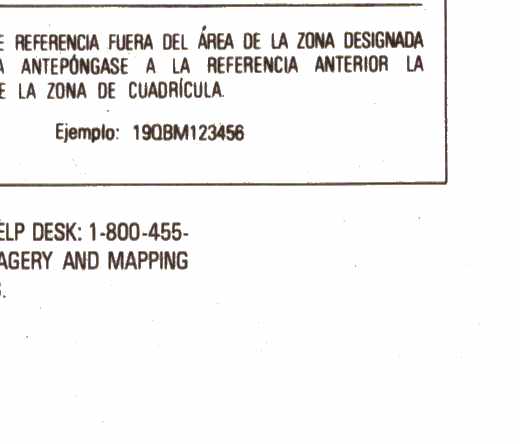 E REFERENCIA FUERA DEL ÁREA DE LA ZONA DESIGNADA
A ANTEPÓNGASE A LA REFERENCIA ANTERIOR LA
E LA ZONA DE CUADRÍCULA.
Ejemplo: 19QBM123456
ELP DESK: 1-800-455-
AGERY AND MAPPING